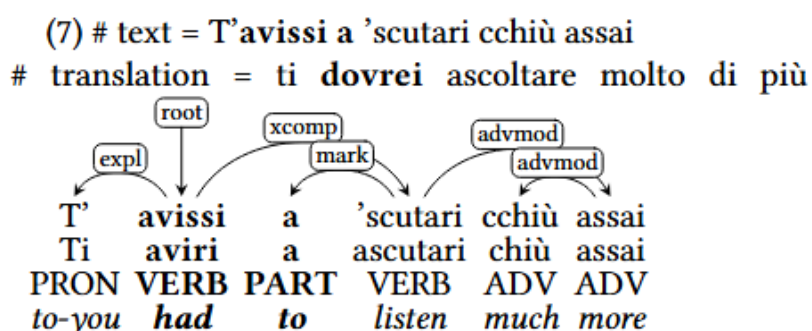 (7) # text = T’avissi a ’scutari cchiù assai
# translation = ti dovrei ascoltare molto di più
root
xcomp
advmod
expl
mark
advmod
T’ avissi a ’scutari cchiù assai
Ti aviri a ascutari chiù assai
PRON VERB PART VERB ADV ADV
to-you had to listen much more